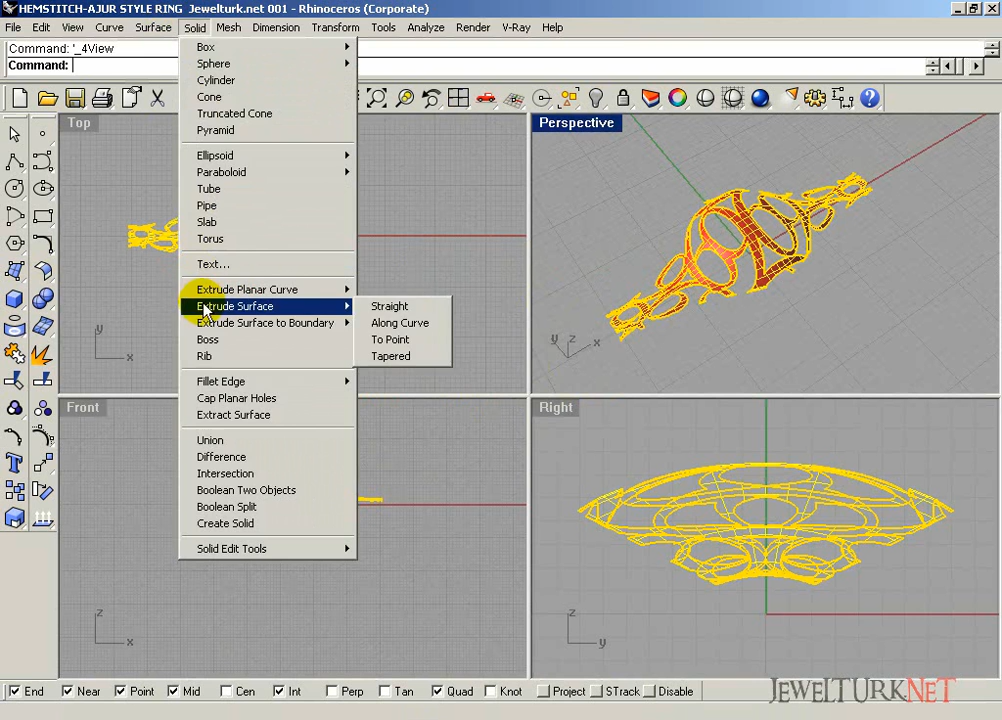 HEMSTITCH-AJUR STYLE RING  Jewelturk.net 001 - Rhinoceros (Corporate)
File Edit View Curve Surface Solid Mesh Dimension Transform Tools Analyze Render V-Ray Help
Command: '_4View
Command:
Box
Sphere
Cylinder
Cone
Truncated Cone
Pyramid
Ellipsoid
Paraboloid
Tube
Pipe
Slab
Torus
Text...
Extrude Planar Curve
Extrude Surface
Extrude Surface to Boundary
Boss
Rib
Fillet Edge
Cap Planar Holes
Extract Surface
Union
Difference
Intersection
Boolean Two Objects
Boolean Split
Create Solid
Solid Edit Tools
Straight
Along Curve
To Point
Tapered
Top
y
x
Perspective
y z x
Front
z
x
Right
z
y
End Near Point Mid Cen Int Perp Tan Quad Knot Project STrack Disable
JEWELTURK.NET